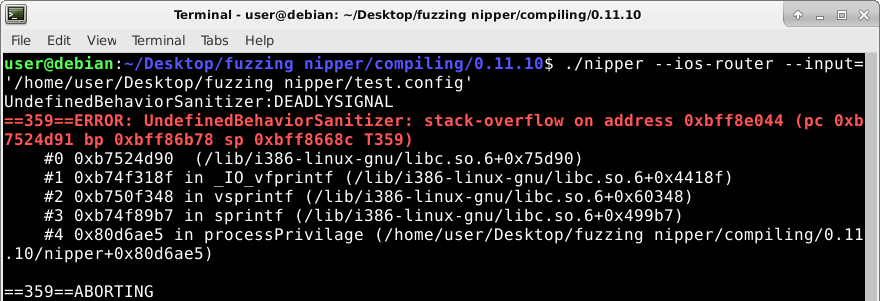 Terminal - user@debian: ~/Desktop/fuzzing nipper/compiling/0.11.10
File Edit View Terminal Tabs Help
user@debian:~/Desktop/fuzzing nipper/compiling/0.11.10$ ./nipper --ios-router --input=
'/home/user/Desktop/fuzzing nipper/test.config'
UndefinedBehaviorSanitizer:DEADLYSIGNAL
==359==ERROR: UndefinedBehaviorSanitizer: stack-overflow on address 0xbff8e044 (pc 0xb
7524d91 bp 0xbff86b78 sp 0xbff8668c T359)
#0 0xb7524d90  (/lib/i386-linux-gnu/libc.so.6+0x75d90)
#1 0xb74f318f in _IO_vfprintf (/lib/i386-linux-gnu/libc.so.6+0x4418f)
#2 0xb750f348 in vsprintf (/lib/i386-linux-gnu/libc.so.6+0x60348)
#3 0xb74f89b7 in sprintf (/lib/i386-linux-gnu/libc.so.6+0x499b7)
#4 0x80d6ae5 in processPrivilage (/home/user/Desktop/fuzzing nipper/compiling/0.11
.10/nipper+0x80d6ae5)
==359==ABORTING